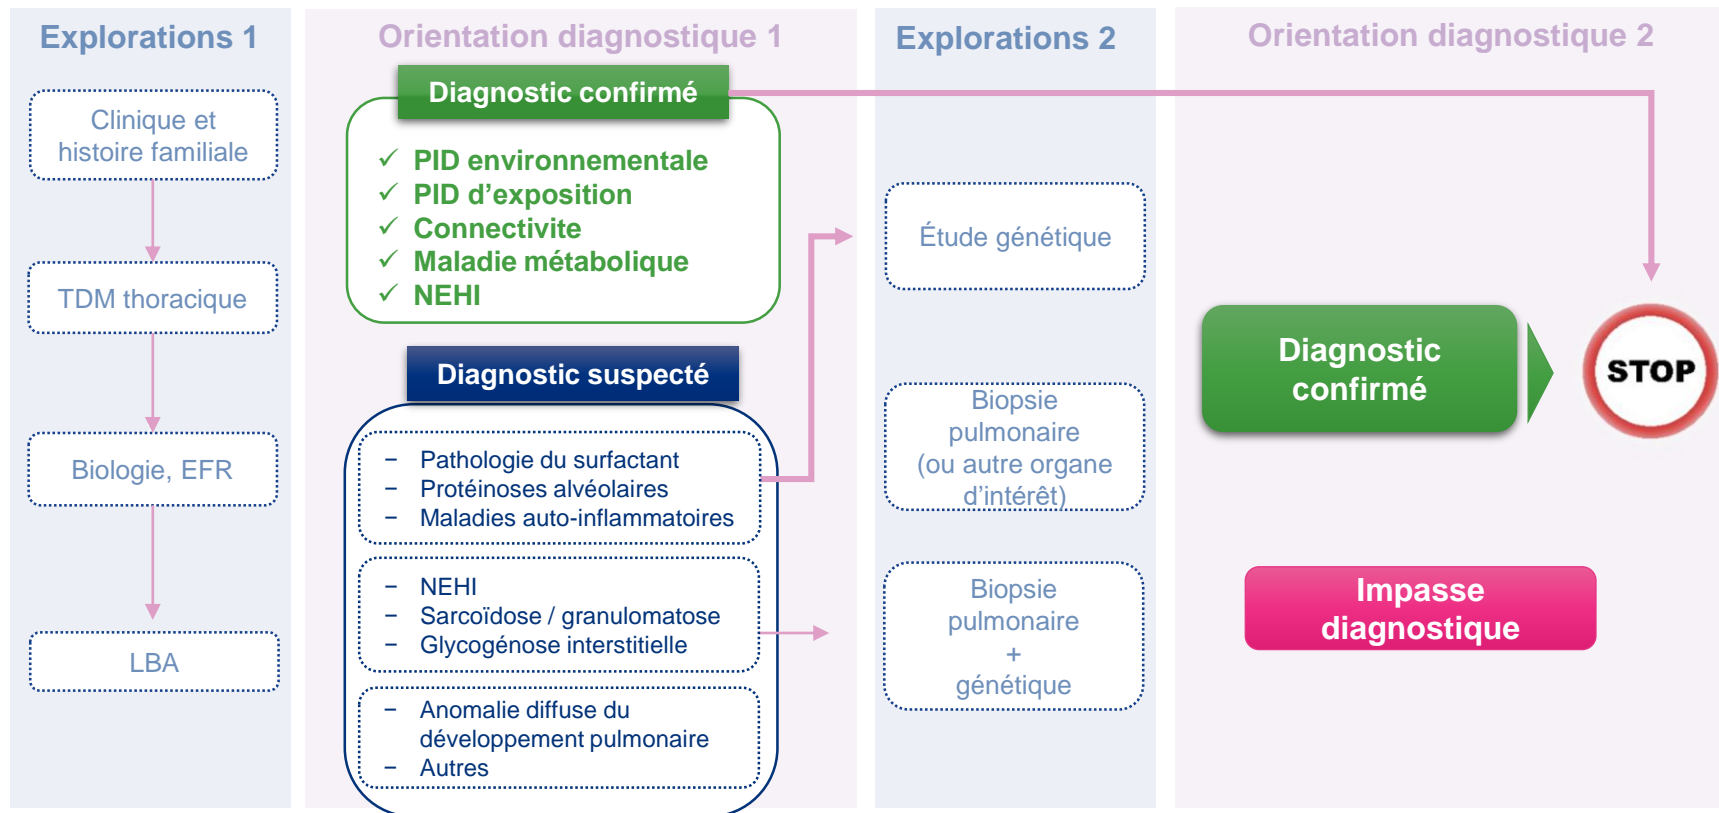 Explorations 1
Clinique et
histoire familiale
TDM thoracique
Biologie, EFR
LBA
Orientation diagnostique 1
Diagnostic confirmé
✓ PID environnementale
✓ PID d’exposition
✓ Connectivite
✓ Maladie métabolique
✓ NEHI
Diagnostic suspecté
− Pathologie du surfactant
− Protéinoses alvéolaires
− Maladies auto-inflammatoires
− NEHI
− Sarcoïdose / granulomatose
− Glycogénose interstitielle
− Anomalie diffuse du
développement pulmonaire
− Autres
Explorations 2
Étude génétique
Biopsie
pulmonaire
(ou autre organe
d’intérêt)
Biopsie
pulmonaire
+
génétique
Orientation diagnostique 2
Diagnostic
confirmé
STOP
Impasse
diagnostique